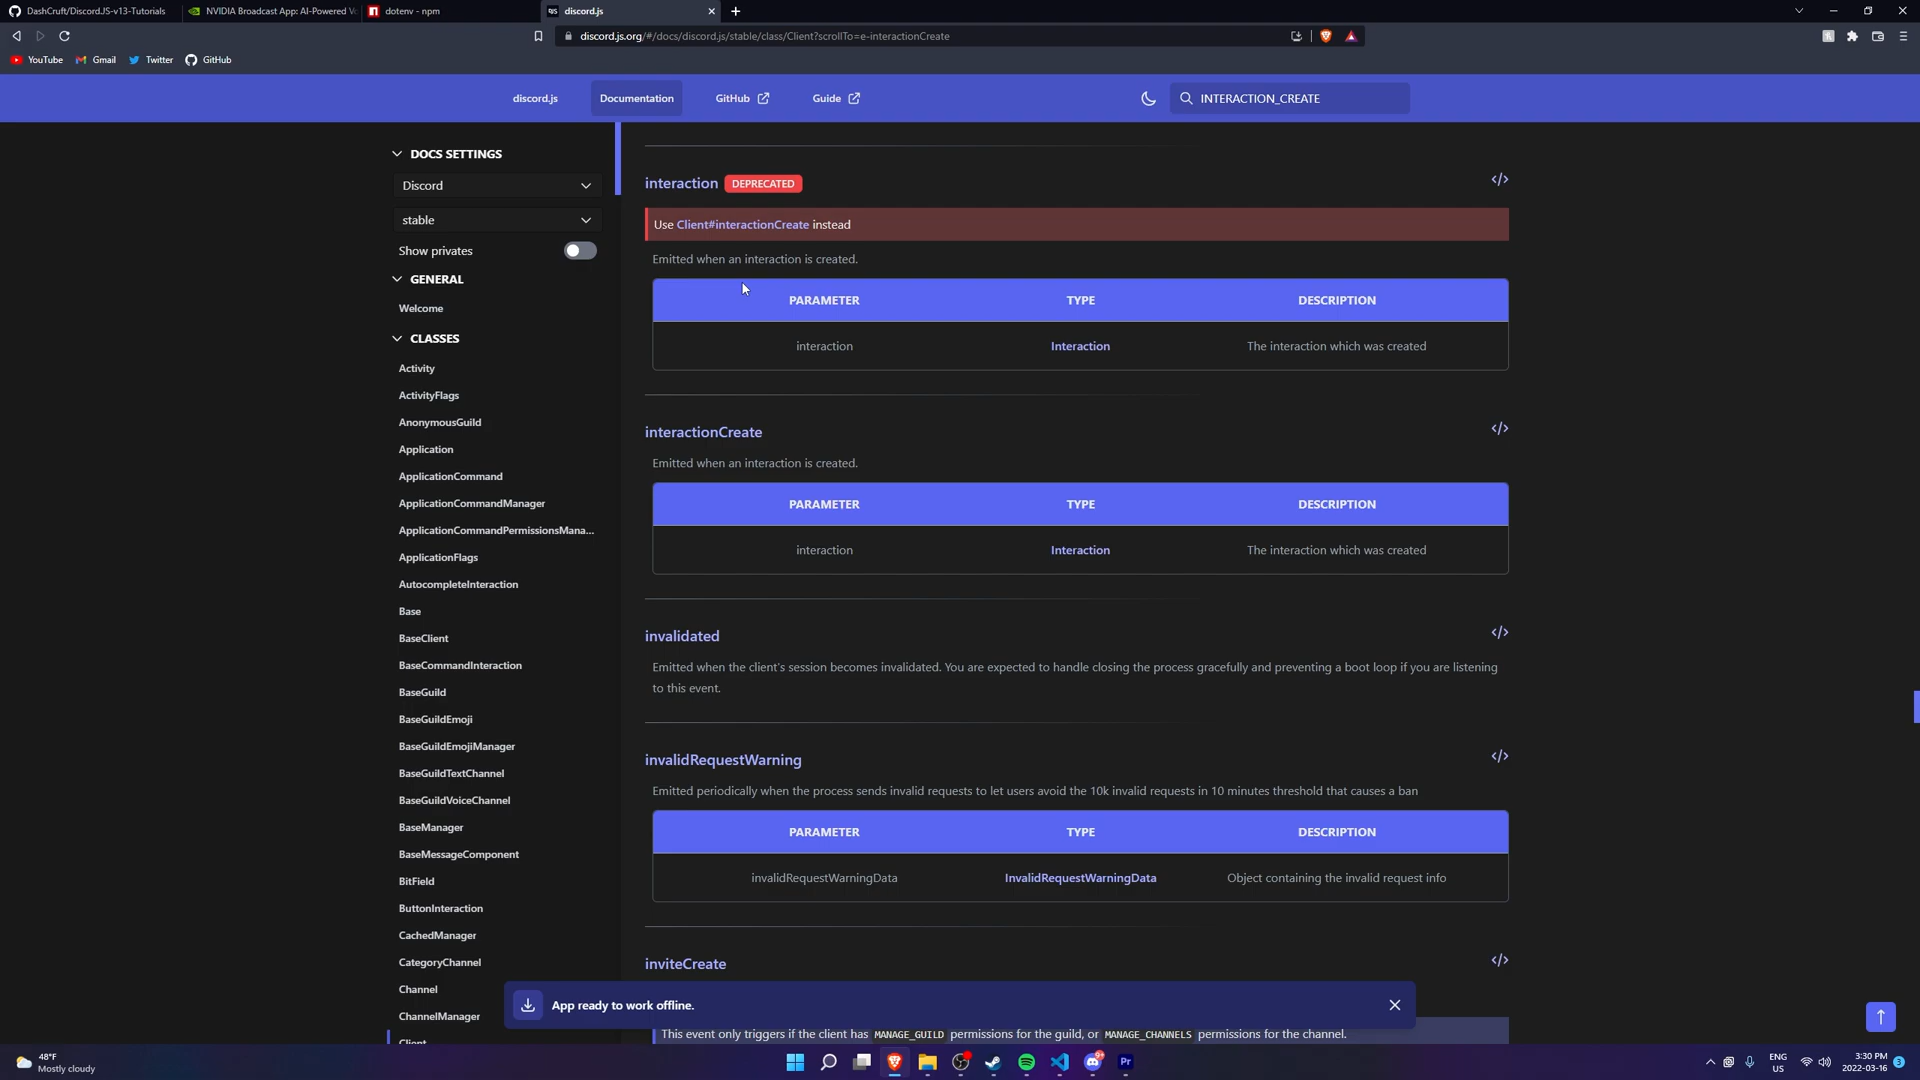 DashCruft/Discord.JS-v13-Tutorials
NVIDIA Broadcast App: AI-Powered Vo
dotenv - npm
discord.js
discord.js.org/#/docs/discord.js/stable/class/Client?scrollTo=e-interactionCreate
YouTube
Gmail
Twitter
GitHub
discord.js
Documentation
GitHub
Guide
INTERACTION_CREATE
DOCS SETTINGS
Discord
stable
Show privates
GENERAL
Welcome
CLASSES
Activity
ActivityFlags
AnonymousGuild
Application
ApplicationCommand
ApplicationCommandManager
ApplicationCommandPermissionsMana...
ApplicationFlags
AutocompleteInteraction
Base
BaseClient
BaseCommandInteraction
BaseGuild
BaseGuildEmoji
BaseGuildEmojiManager
BaseGuildTextChannel
BaseGuildVoiceChannel
BaseManager
BaseMessageComponent
BitField
ButtonInteraction
CachedManager
CategoryChannel
Channel
ChannelManager
Client
interaction DEPRECATED
Use Client#interactionCreate instead
Emitted when an interaction is created.
PARAMETER TYPE DESCRIPTION
interaction Interaction The interaction which was created
interactionCreate
Emitted when an interaction is created.
PARAMETER TYPE DESCRIPTION
interaction Interaction The interaction which was created
invalidated
Emitted when the client's session becomes invalidated. You are expected to handle closing the process gracefully and preventing a boot loop if you are listening
to this event.
invalidRequestWarning
Emitted periodically when the process sends invalid requests to let users avoid the 10k invalid requests in 10 minutes threshold that causes a ban
PARAMETER TYPE DESCRIPTION
invalidRequestWarningData InvalidRequestWarningData Object containing the invalid request info
inviteCreate
App ready to work offline.
This event only triggers if the client has MANAGE_GUILD permissions for the guild, or MANAGE_CHANNELS permissions for the channel.
48°F
Mostly cloudy
Pr
ENG
US
3:30 PM
2022-03-16
3